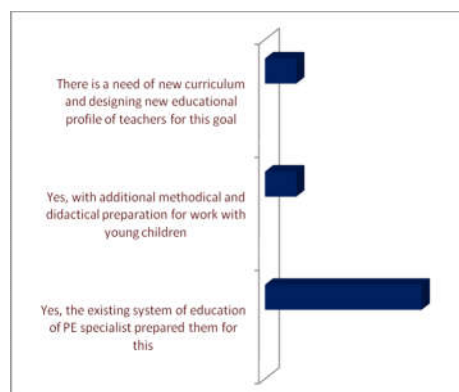 There is a need of new curriculum
and designing new educational
profile of teachers for this goal
Yes, with additional methodical and
didactical preparation for work with
young children
Yes, the existing system of education
of PE specialist prepared them for
this